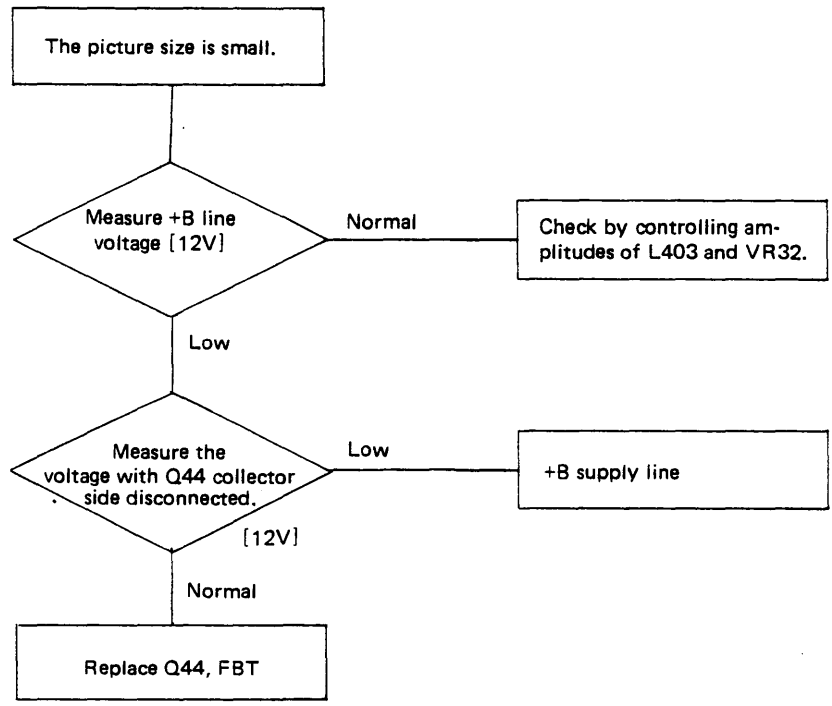 The picture size is small.
Measure +B line
voltage [12V]
Normal
Check by controlling am-
plitudes of L403 and VR32.
Low
Measure the
voltage with Q44 collector
side disconnected.
[12V]
Low
+B supply line
Normal
Replace Q44, FBT